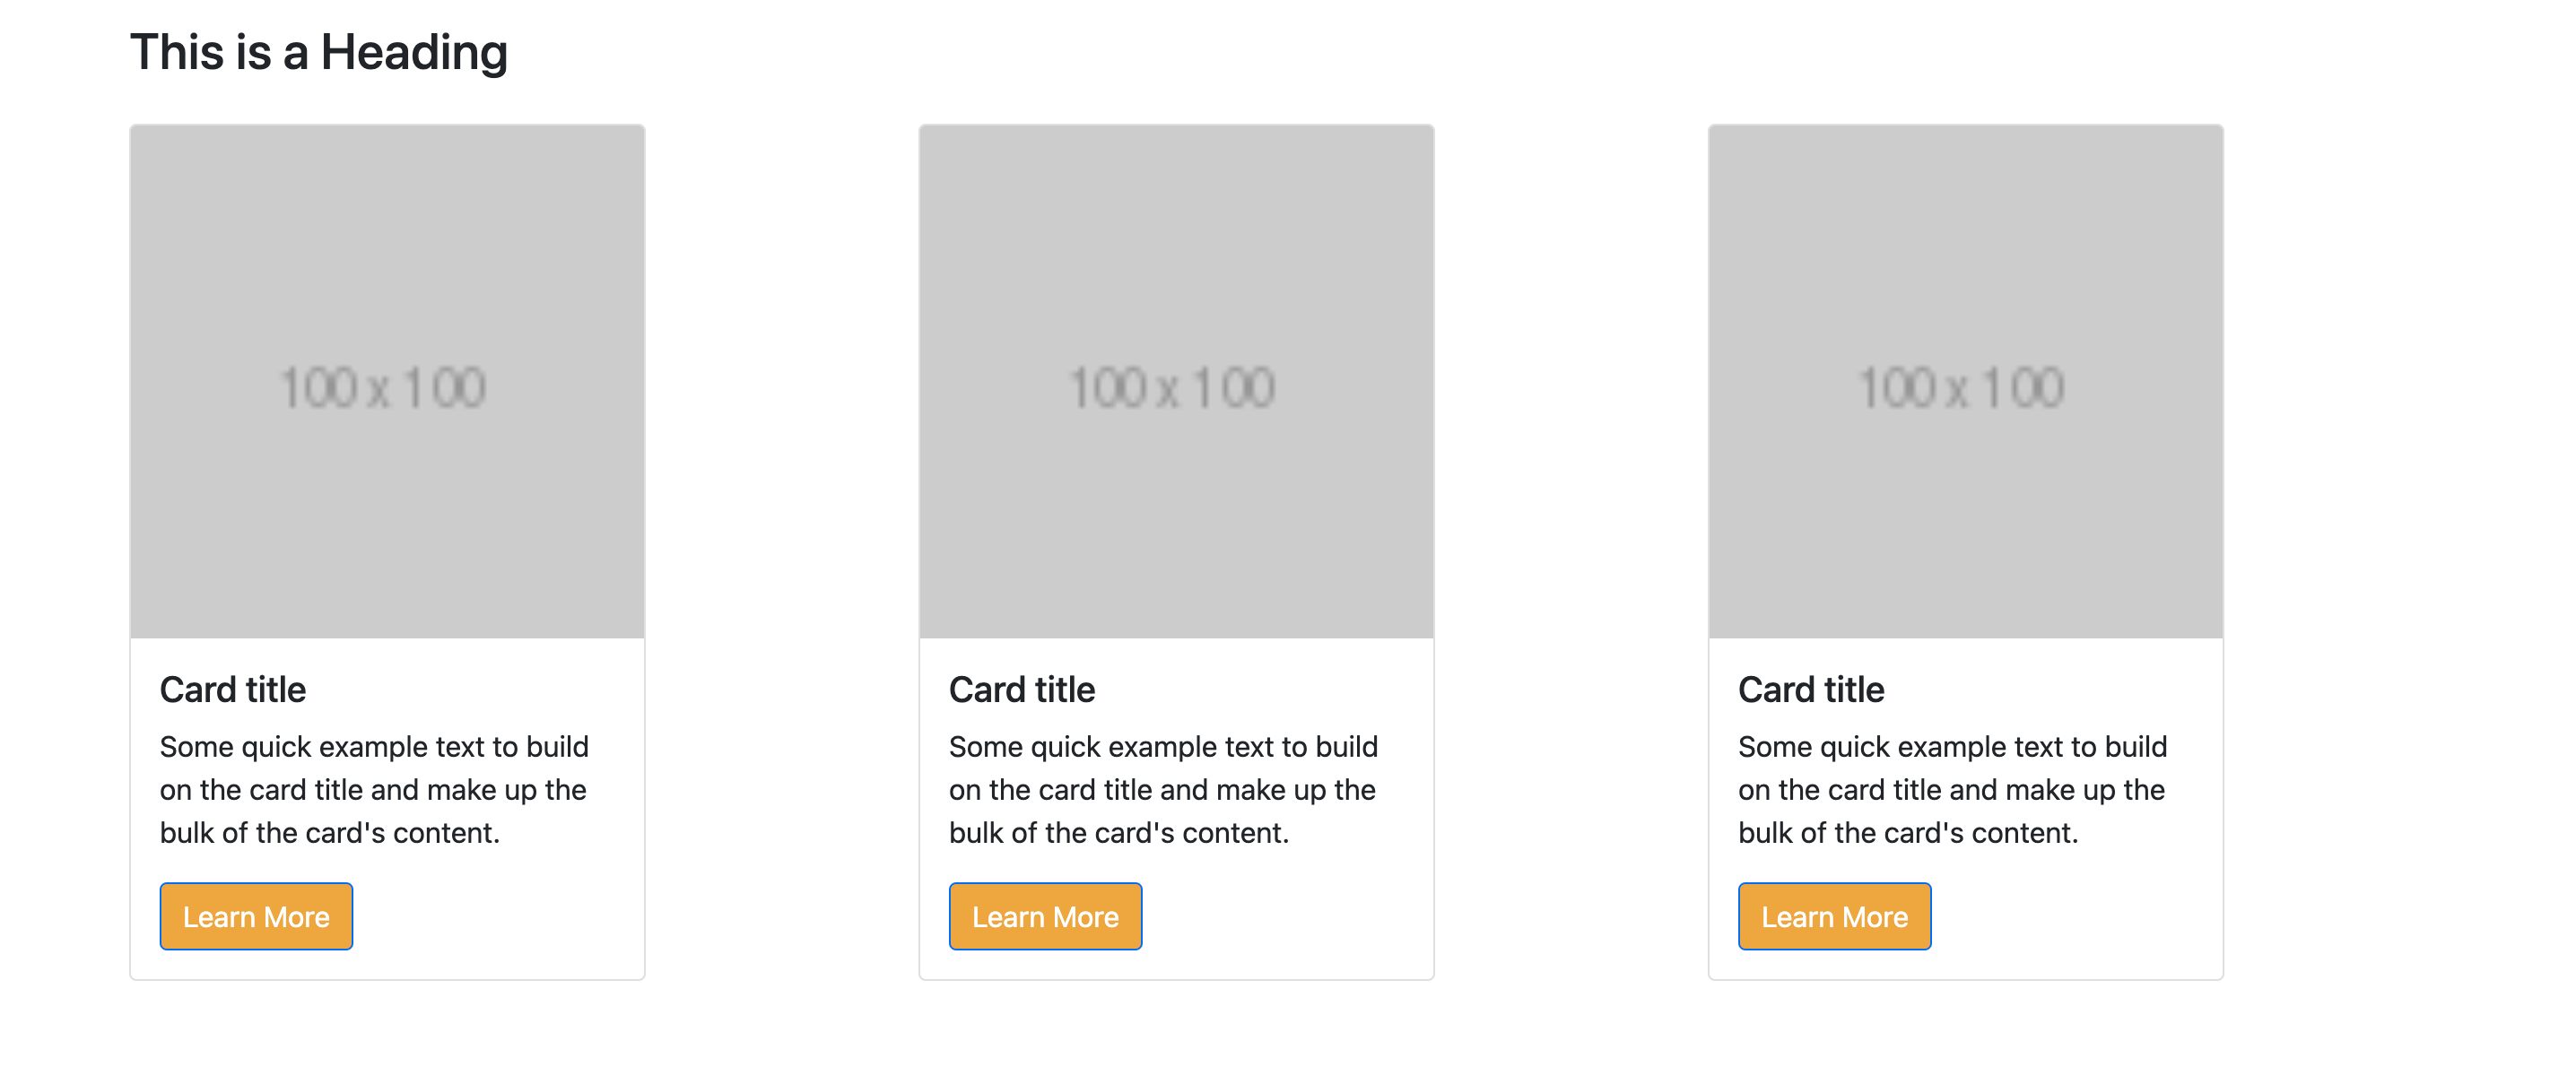 This is a Heading
100 x 100
100 x 100
100 x 100
Card title
Some quick example text to build
on the card title and make up the
bulk of the card's content.
Learn More
Card title
Some quick example text to build
on the card title and make up the
bulk of the card's content.
Learn More
Card title
Some quick example text to build
on the card title and make up the
bulk of the card's content.
Learn More